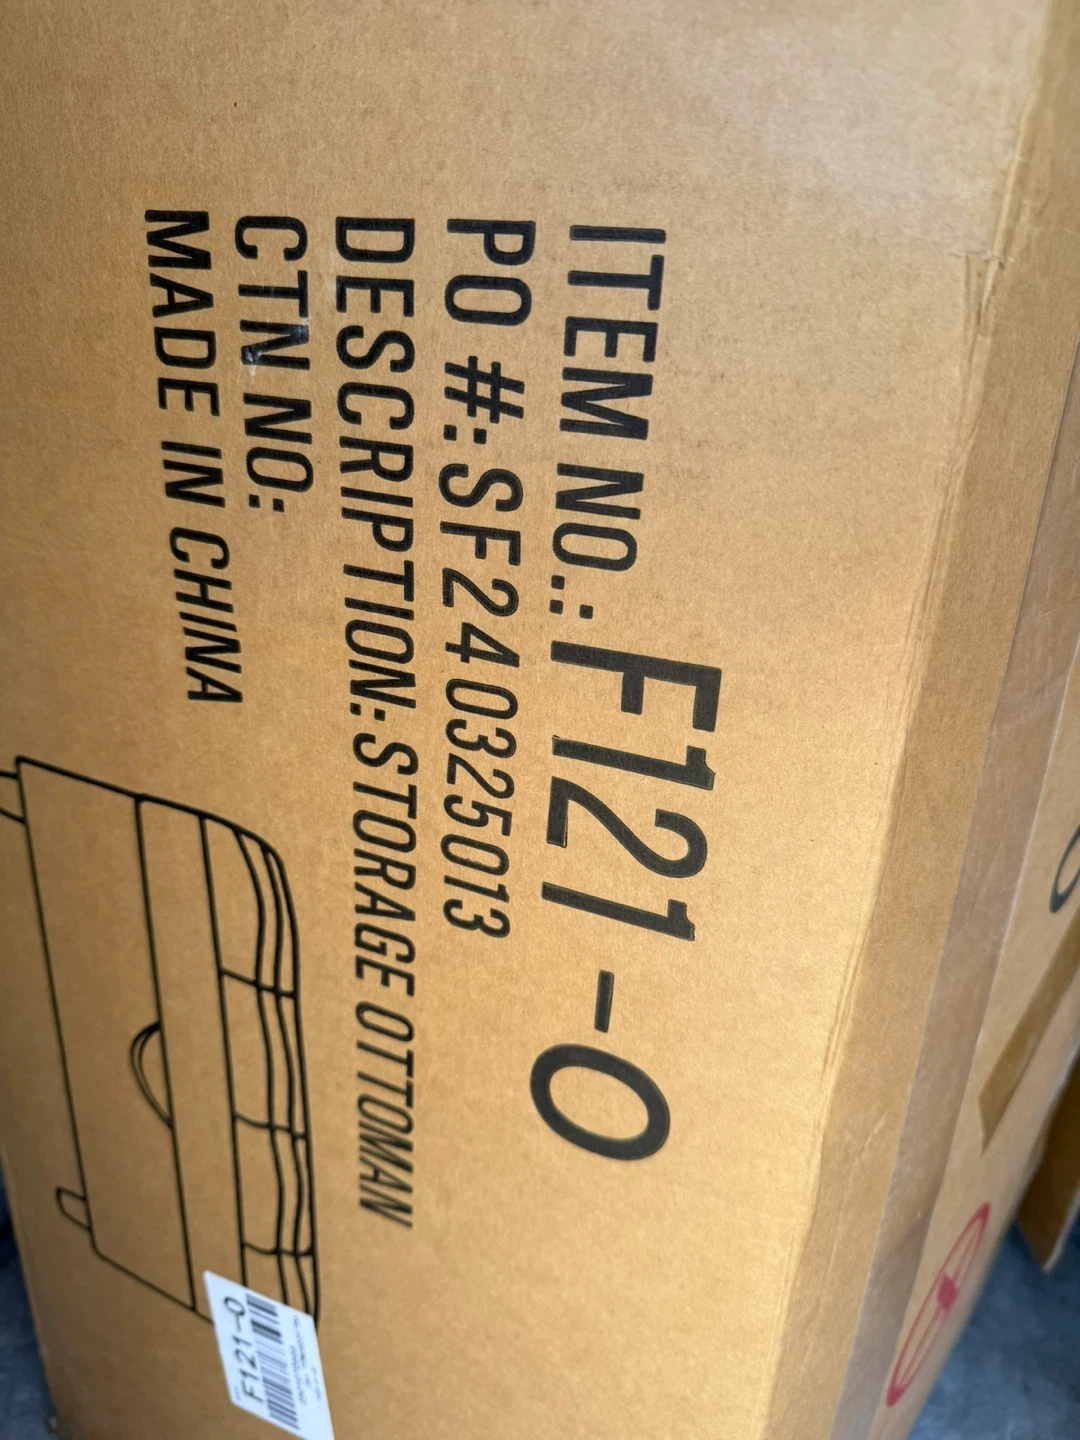 ITEM NO.: F121-O
PO #: SF240325013
DESCRIPTION: STORAGE OTTOMAN
CTN NO:
MADE IN CHINA
F121-O